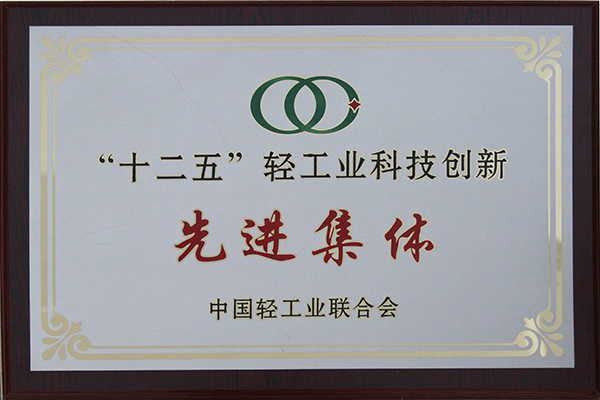 “十二五”轻工业科技创新
先进集体
中国轻工业联合会